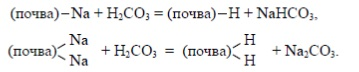 (почва)–Na + H₂CO₃ = (почва)–H + NaHCO₃,
Na H
(почва)< + H₂CO₃ = (почва)< + Na₂CO₃.
Na H